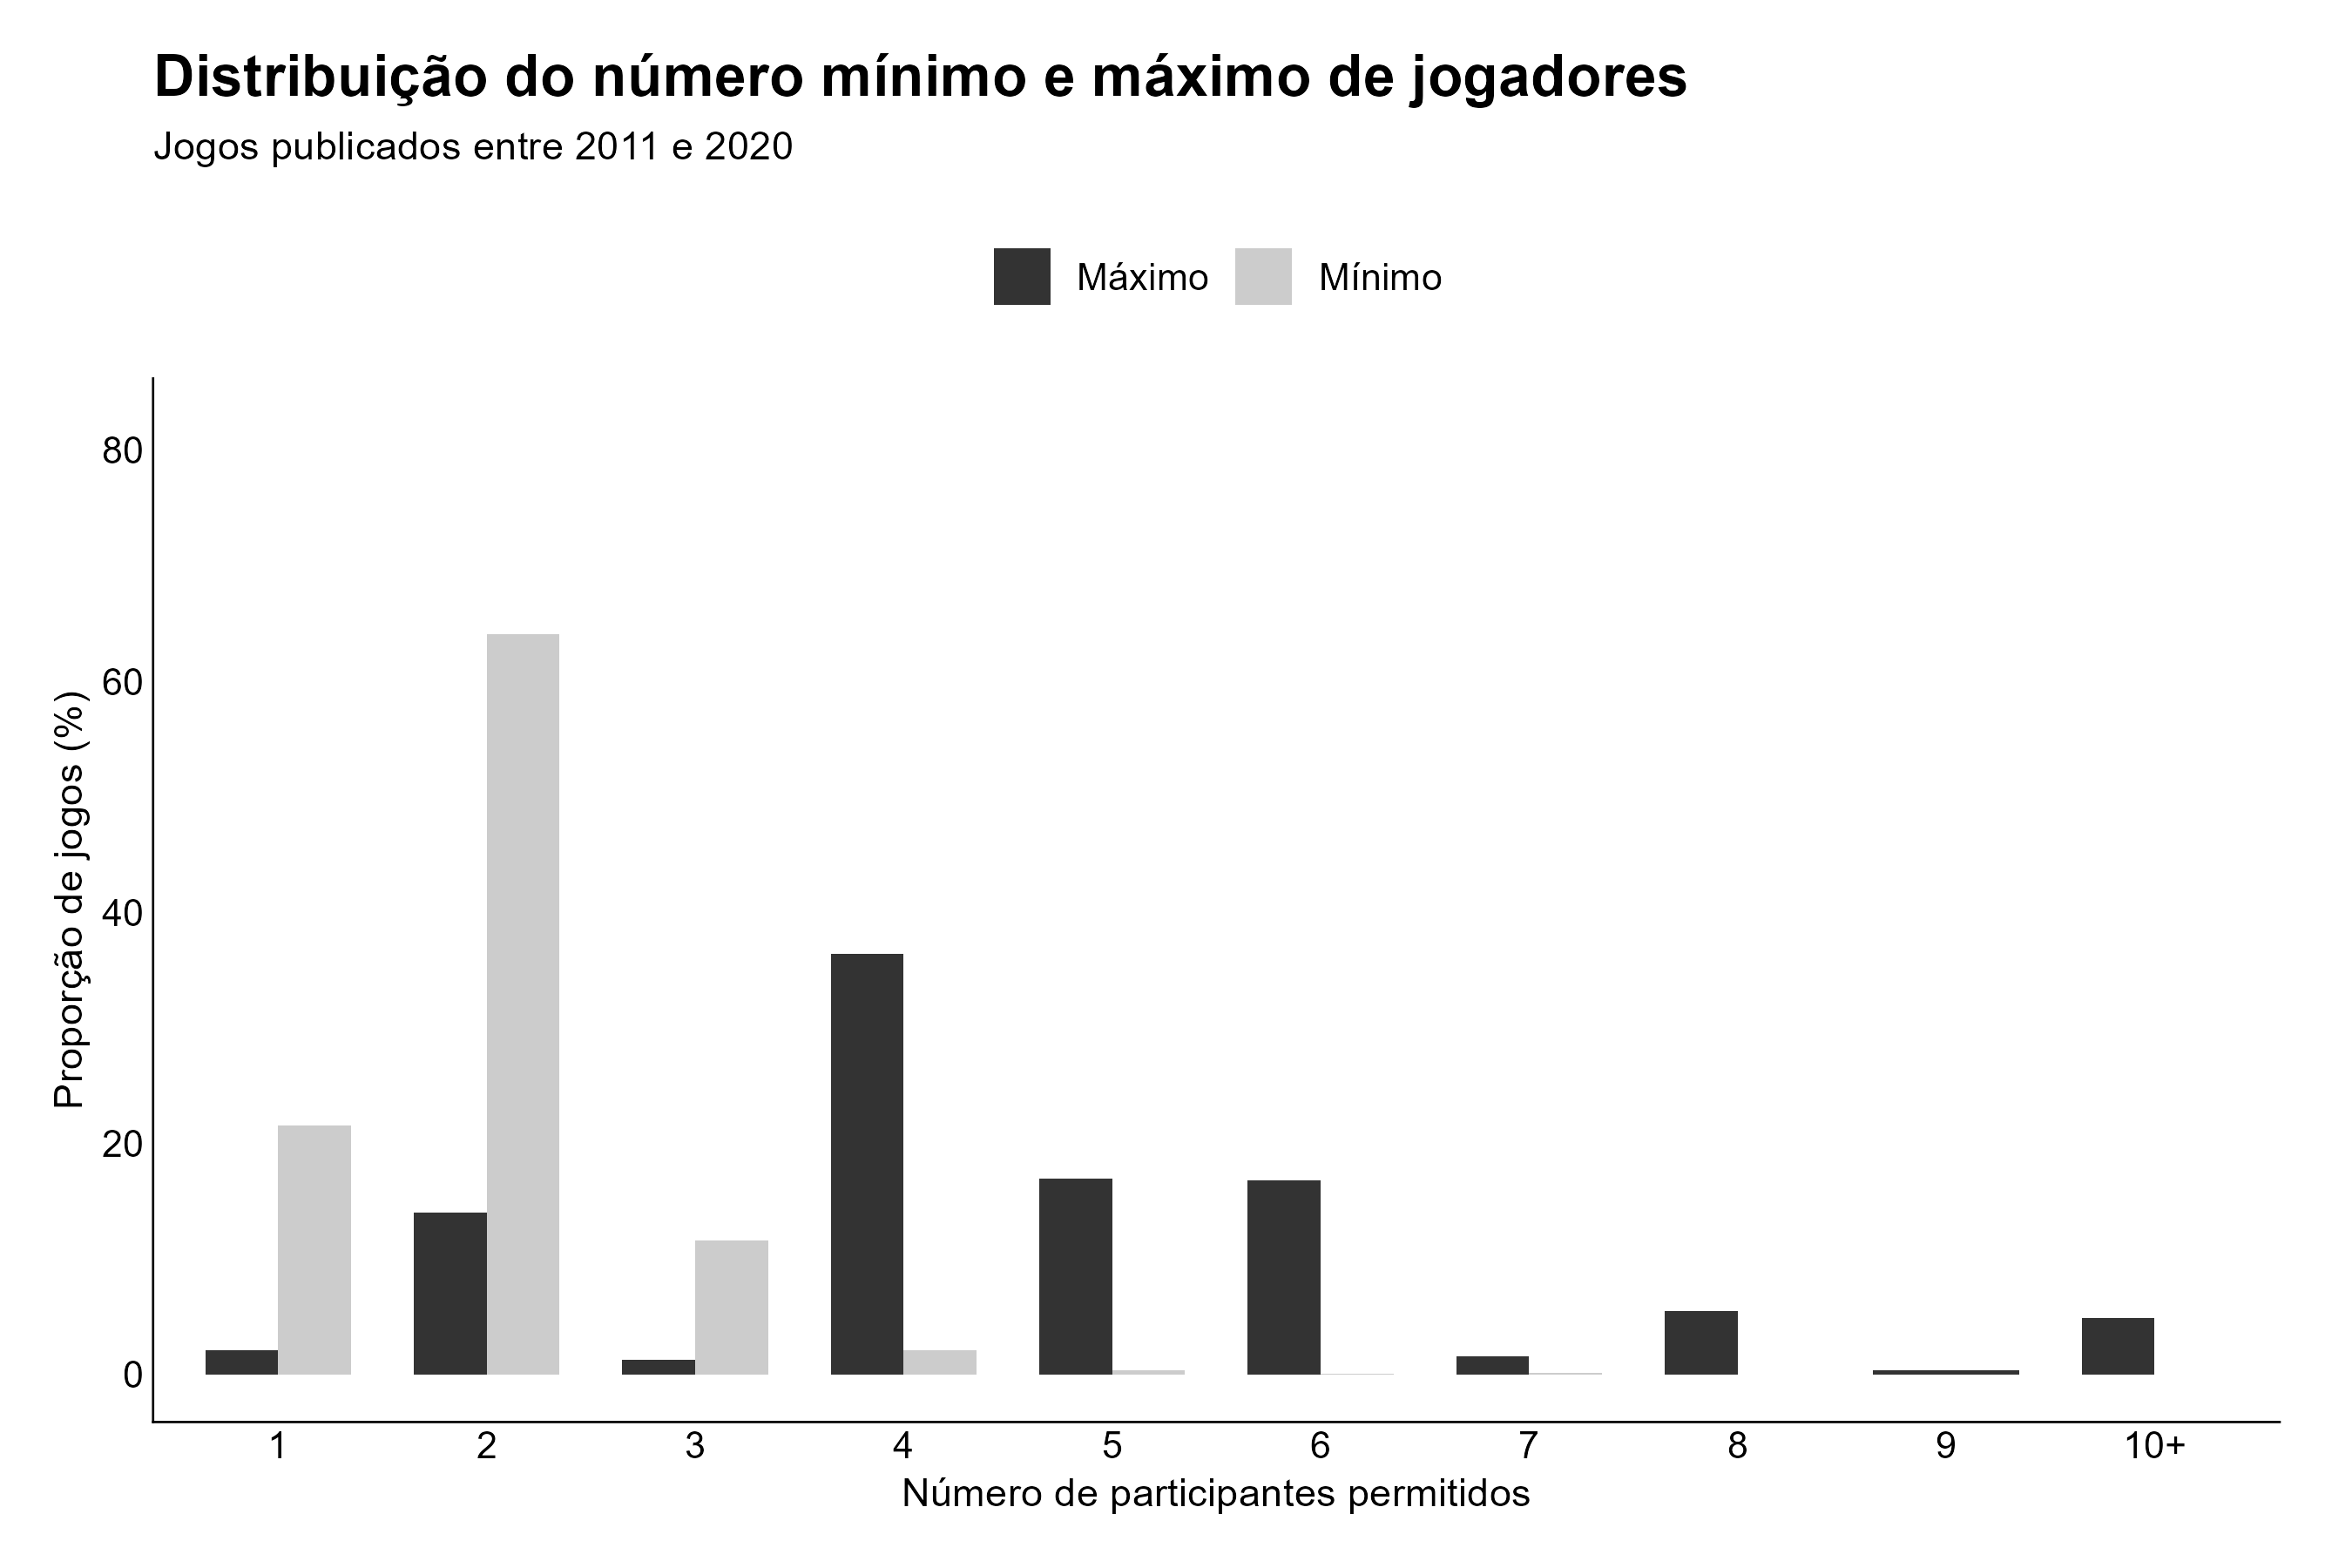 Distribuição do número mínimo e máximo de jogadores
Jogos publicados entre 2011 e 2020
Máximo Mínimo
Proporção de jogos (%)
80
60
40
20
0
1 2 3 4 5 6 7 8 9 10+
Número de participantes permitidos